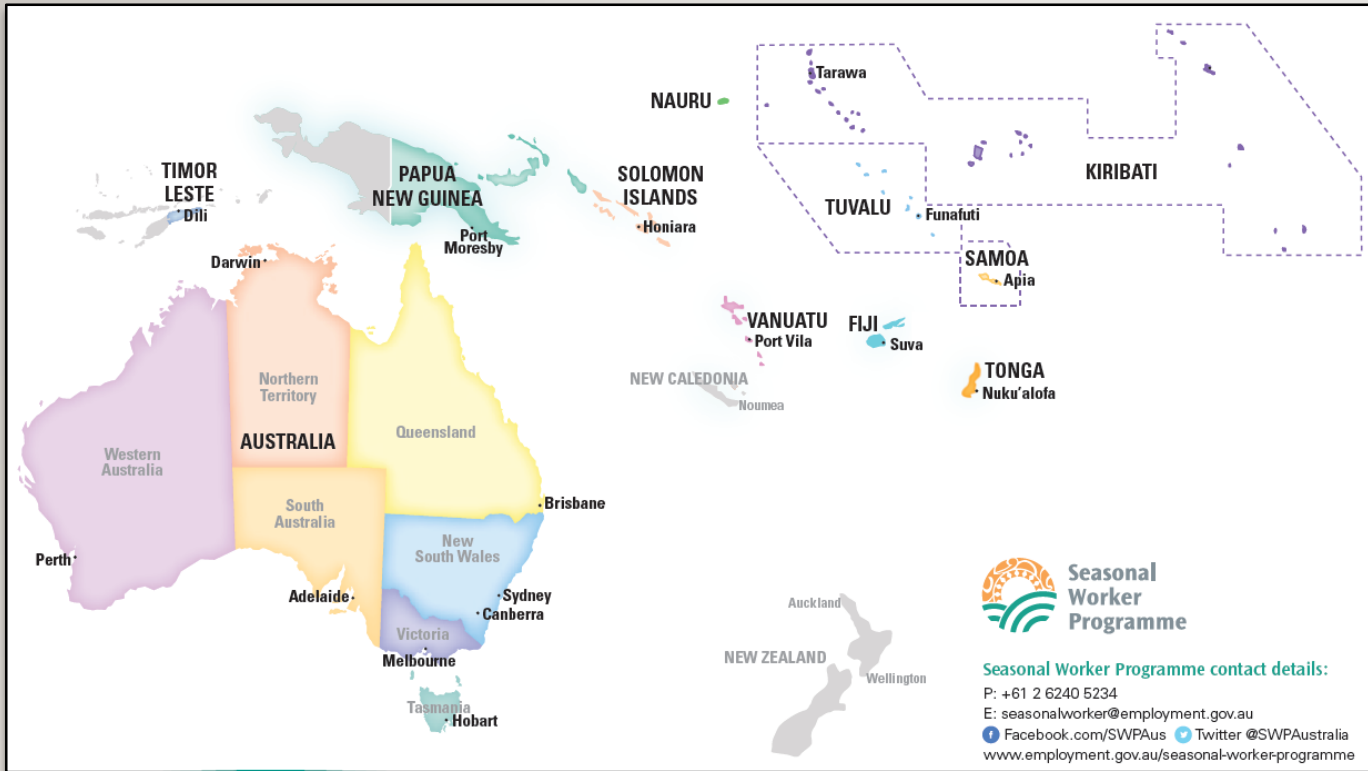 Tarawa
NAURU
TIMOR
LESTE
Dili
PAPUA
NEW GUINEA
Port
Moresby
SOLOMON
ISLANDS
Honiara
KIRIBATI
TUVALU
Funafuti
SAMOA
Apia
Darwin
VANUATU
Port Vila
FIJI
Suva
TONGA
Nuku'alofa
NEW CALEDONIA
Noumea
Northern
Territory
AUSTRALIA
Queensland
Western
Australia
South
Australia
Brisbane
New
South Wales
Perth
Adelaide
Sydney
Canberra
Victoria
Melbourne
Tasmania
Hobart
Auckland
NEW ZEALAND
Wellington
Seasonal
Worker
Programme
Seasonal Worker Programme contact details:
P: +61 2 6240 5234
E: seasonalworker@employment.gov.au
Facebook.com/SWPAus Twitter @SWPAustralia
www.employment.gov.au/seasonal-worker-programme